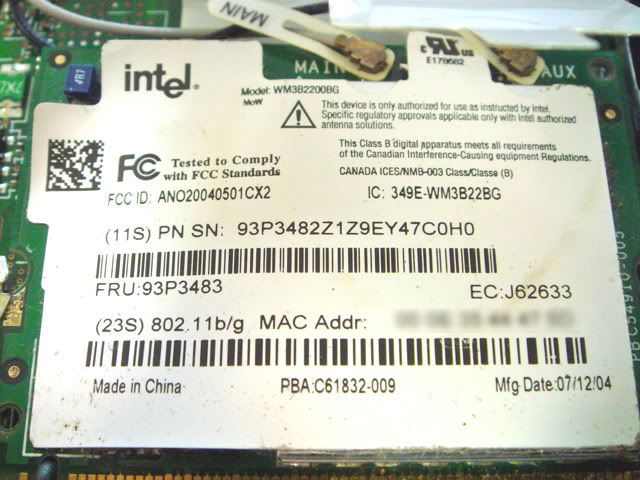 MAIN
MAIN
AUX
c RU us
E179682
intel.
Model: WM3B2200BG
MoW
This device is only authorized for use as instructed by Intel.
Specific regulatory approvals applicable only with Intel authorized
antenna solutions.
This Class B digital apparatus meets all requirements
of the Canadian Interference-Causing equipment Regulations.
FC Tested to Comply
with FCC Standards
CANADA ICES/NMB-003 Class/Classe (B)
FCC ID: ANO20040501CX2
IC: 349E-WM3B22BG
(11S) PN SN: 93P3482Z1Z9EY47C0H0
FRU:93P3483
EC:J62633
(23S) 802.11b/g MAC Addr:
Made in China
PBA:C61832-009
Mfg Date:07/12/04